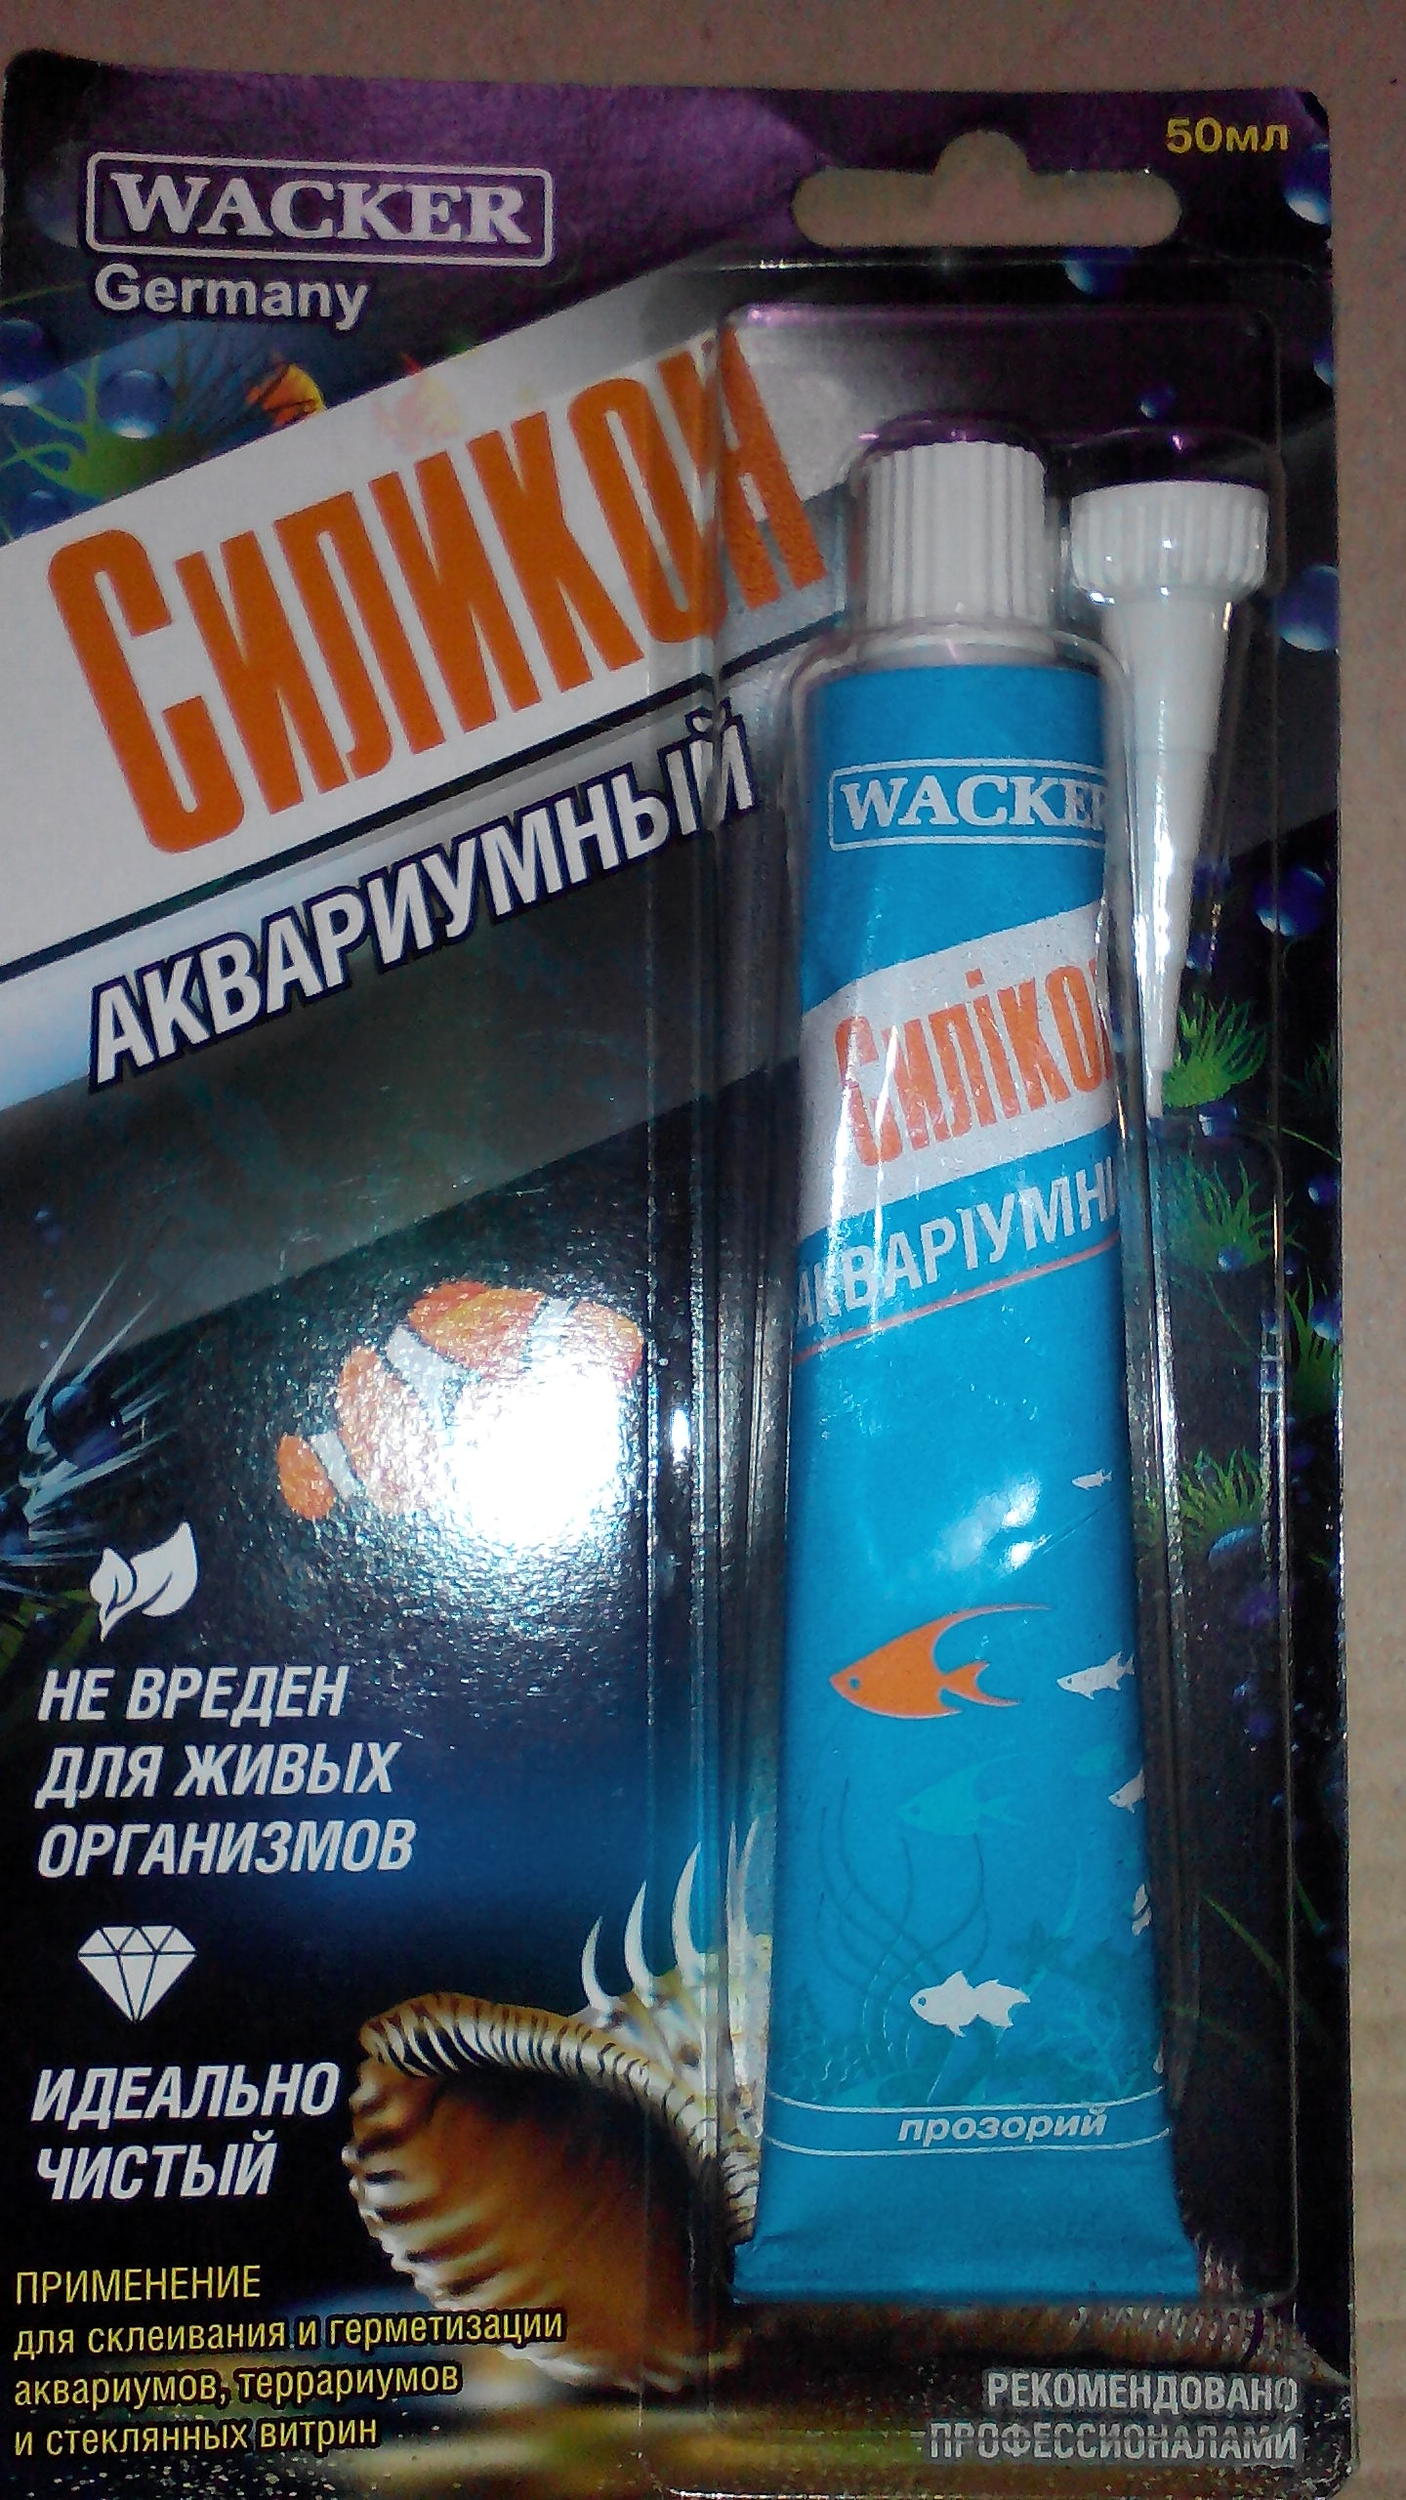 50мл
WACKER
Germany
Силикон
АКВАРИУМНЫЙ
WACKER
Силікон
АКВАРІУМН
НЕ ВРЕДЕН
ДЛЯ ЖИВЫХ
ОРГАНИЗМОВ
ИДЕАЛЬНО
ЧИСТЫЙ
прозорий
ПРИМЕНЕНИЕ
для склеивания и герметизации
аквариумов, террариумов
и стеклянных витрин
РЕКОМЕНДОВАНО
ПРОФЕССИОНАЛАМИ